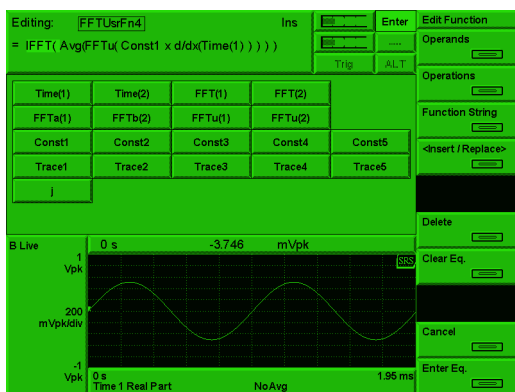 Editing: FFTUsrFn4 Ins Enter Edit Function
= IFFT( Avg(FFTu( Const1 x d/dx(Time(1) ) ) ) ) ----
Trig ALT
Operands
Operations
Function String
<Insert / Replace>
Delete
Clear Eq.
Cancel
Enter Eq.
Time(1) Time(2) FFT(1) FFT(2)
FFTa(1) FFTb(2) FFTu(1) FFTu(2)
Const1 Const2 Const3 Const4 Const5
Trace1 Trace2 Trace3 Trace4 Trace5
j
B Live 0 s -3.746 mVpk
1
Vpk
SRS
200
mVpk/div
-1
Vpk
0 s 1.95 ms
Time 1 Real Part NoAvg